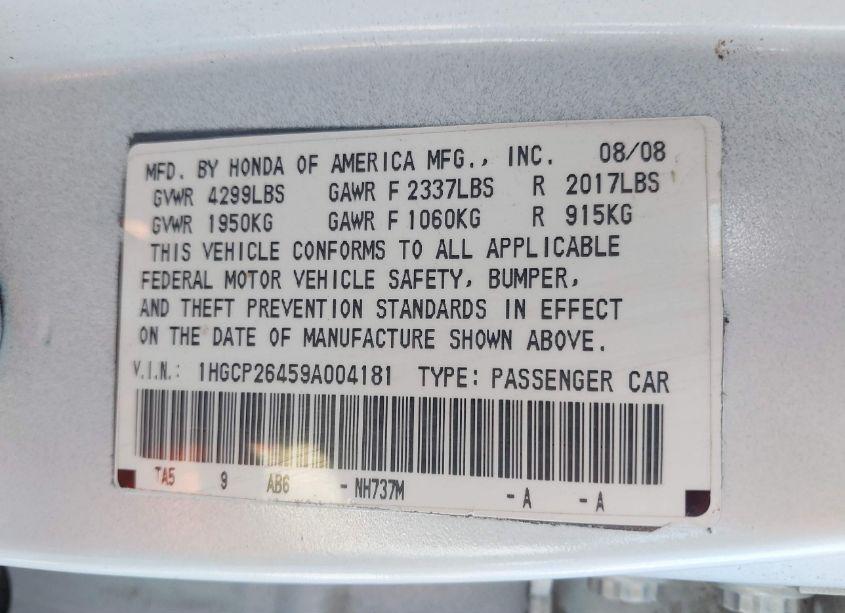 MFD. BY HONDA OF AMERICA MFG., INC. 08/08
GVWR 4299LBS GAWR F 2337LBS R 2017LBS
GVWR 1950KG GAWR F 1060KG R 915KG
THIS VEHICLE CONFORMS TO ALL APPLICABLE
FEDERAL MOTOR VEHICLE SAFETY, BUMPER,
AND THEFT PREVENTION STANDARDS IN EFFECT
ON THE DATE OF MANUFACTURE SHOWN ABOVE.
V.I.N.: 1HGCP26459A004181 TYPE: PASSENGER CAR
TA5 9 AB6 - NH737M -A -A